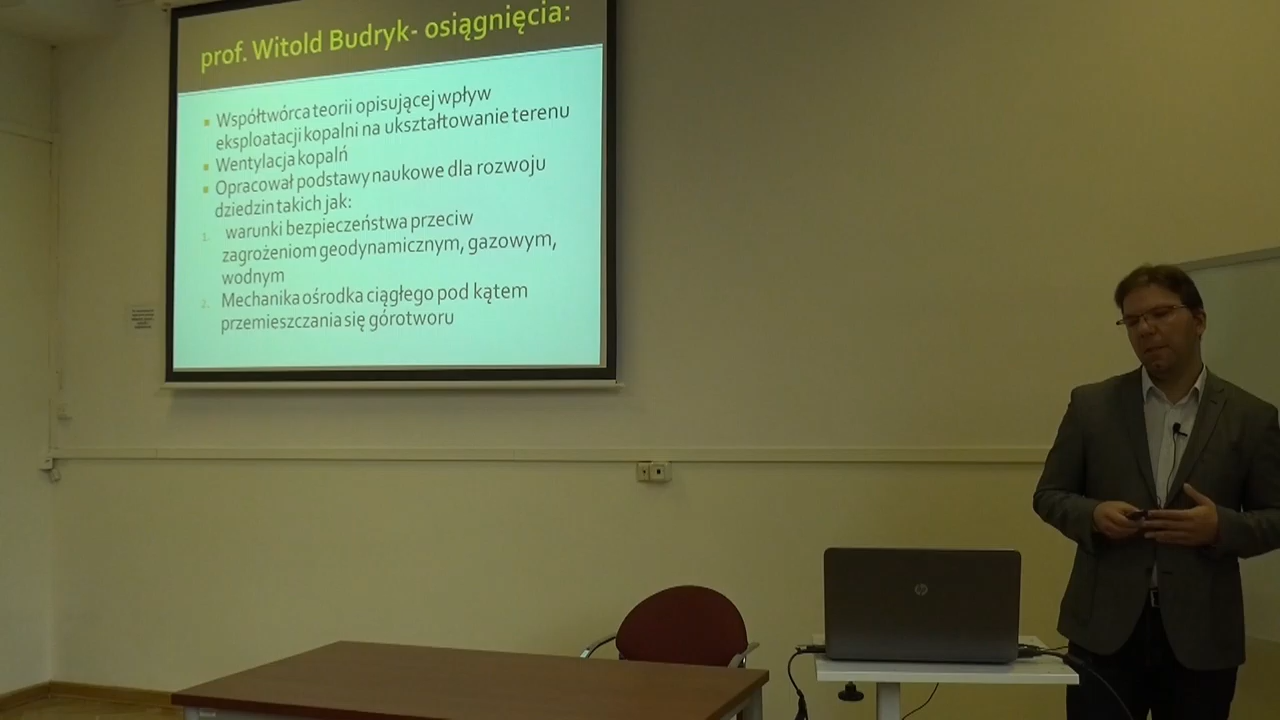 prof. Witold Budryk- osiągnięcia:
Współtwórca teorii opisującej wpływ
eksploatacji kopalni na ukształtowanie terenu
Wentylacja kopalń
Opracował podstawy naukowe dla rozwoju
dziedzin takich jak:
1. warunki bezpieczeństwa przeciw
zagrożeniom geodynamicznym, gazowym,
wodnym
2. Mechanika ośrodka ciągłego pod kątem
przemieszczania się górotworu
hp